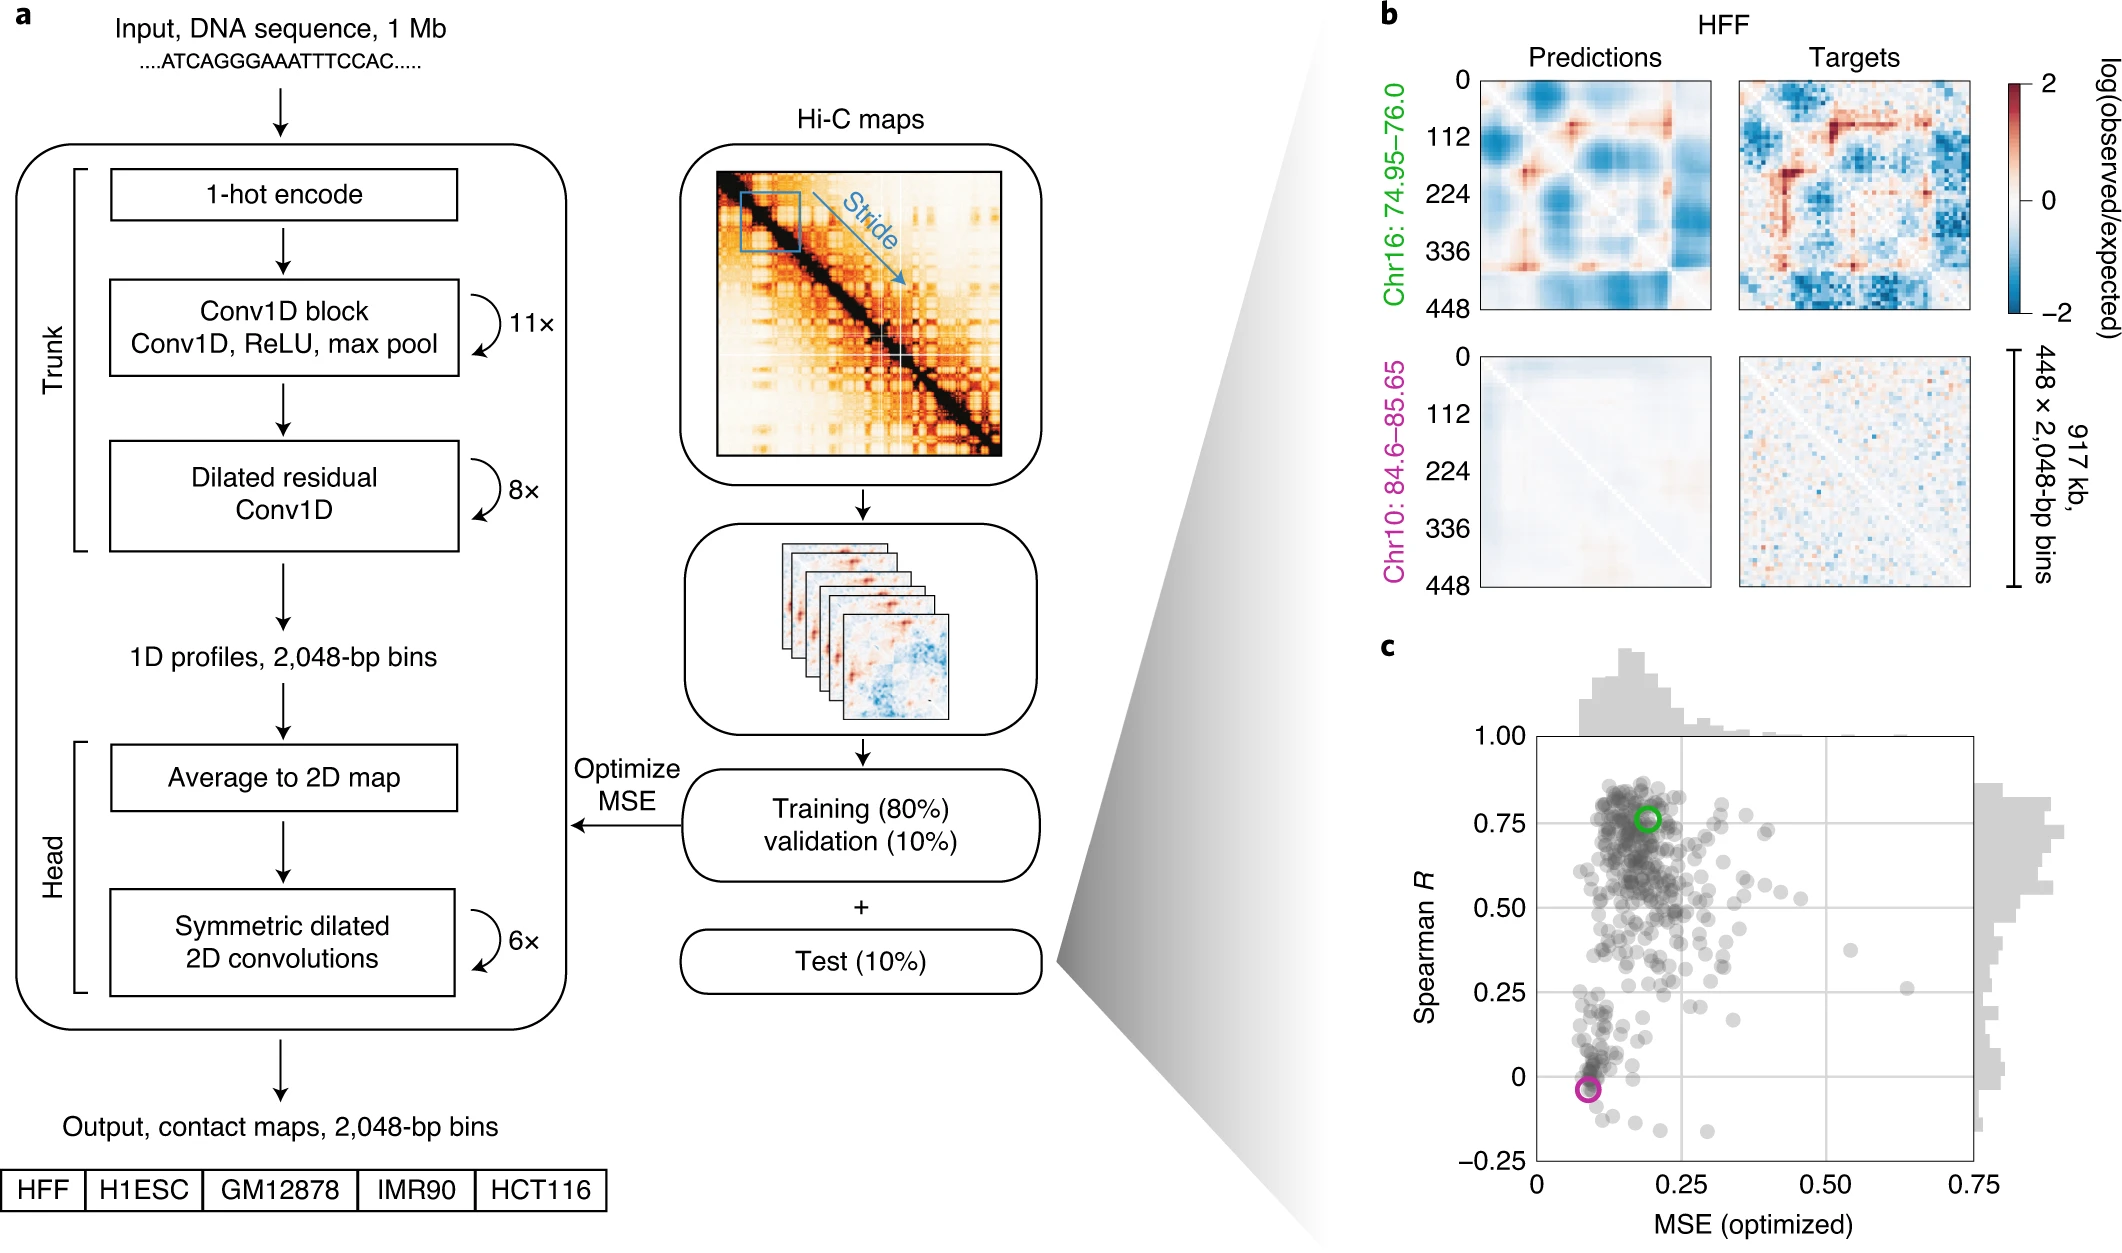 a
Input, DNA sequence, 1 Mb
....ATCAGGGAAATTTCCAC.....
Trunk
1-hot encode
Conv1D block
Conv1D, ReLU, max pool
11×
Dilated residual
Conv1D
8×
1D profiles, 2,048-bp bins
Head
Average to 2D map
Symmetric dilated
2D convolutions
6×
Output, contact maps, 2,048-bp bins
HFF H1ESC GM12878 IMR90 HCT116
Hi-C maps
Stride
Optimize
MSE
Training (80%)
validation (10%)
+
Test (10%)
b
HFF
Predictions Targets
Chr16: 74.95–76.0
0
112
224
336
448
2
0
−2
log(observed/expected)
Chr10: 84.6–85.65
0
112
224
336
448
917 kb,
448 × 2,048-bp bins
c
Spearman R
1.00
0.75
0.50
0.25
0
−0.25
0 0.25 0.50 0.75
MSE (optimized)